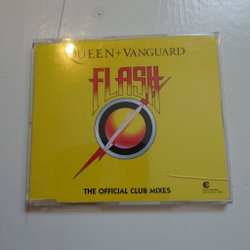 QUEEN + VANGUARD
FLASH
THE OFFICIAL CLUB MIXES